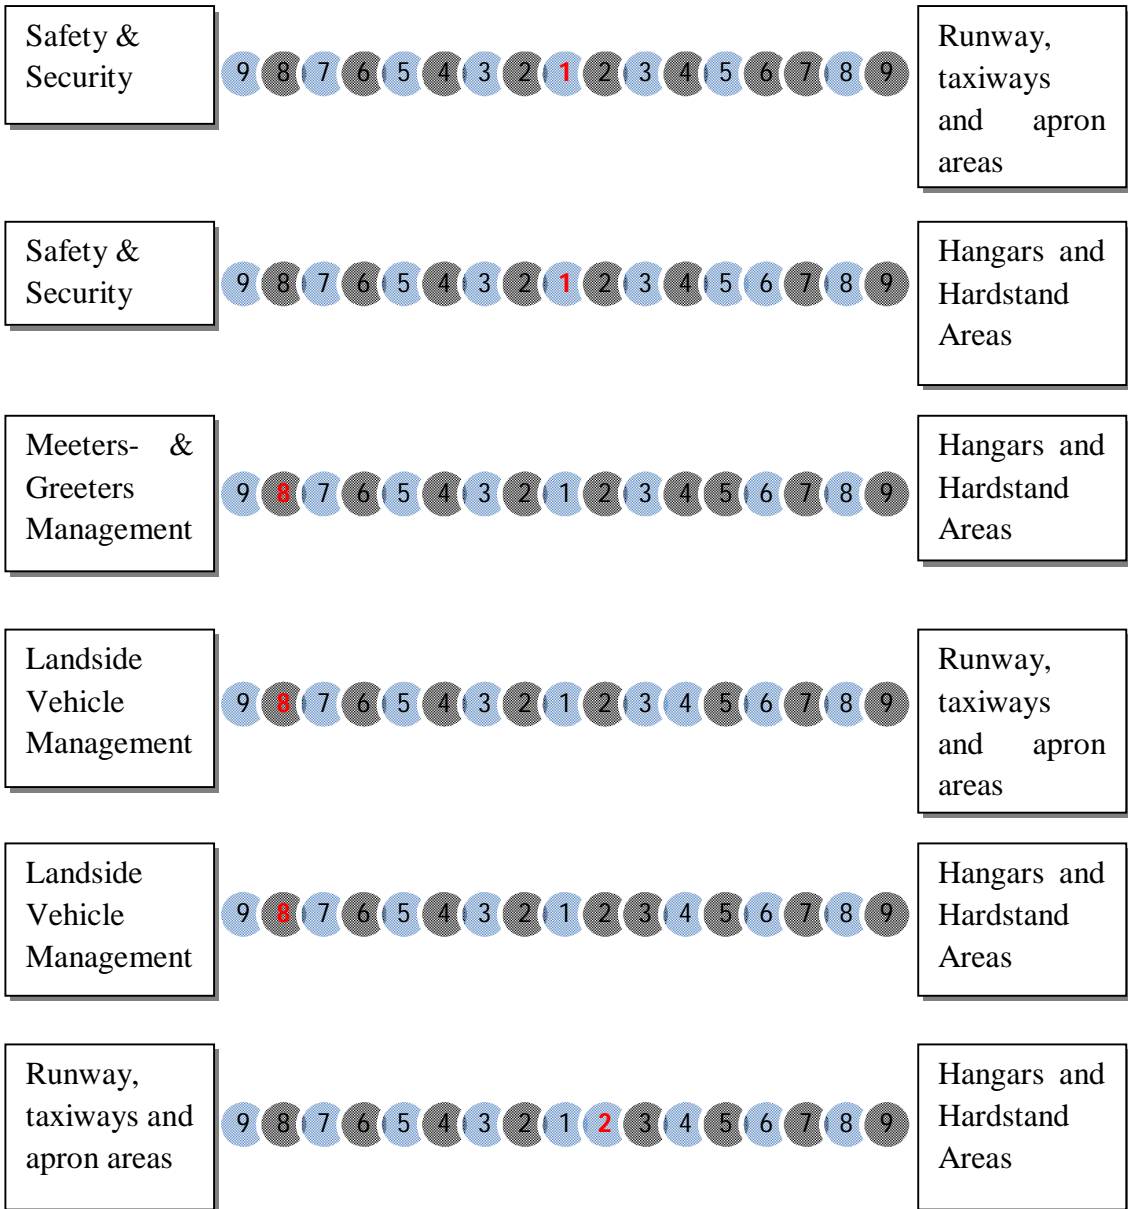 Safety &
Security
9 8 7 6 5 4 3 2 1 2 3 4 5 6 7 8 9
Runway,
taxiways
and apron
areas
Safety &
Security
9 8 7 6 5 4 3 2 1 2 3 4 5 6 7 8 9
Hangars and
Hardstand
Areas
Meeters- &
Greeters
Management
9 8 7 6 5 4 3 2 1 2 3 4 5 6 7 8 9
Hangars and
Hardstand
Areas
Landside
Vehicle
Management
9 8 7 6 5 4 3 2 1 2 3 4 5 6 7 8 9
Runway,
taxiways
and apron
areas
Landside
Vehicle
Management
9 8 7 6 5 4 3 2 1 2 3 4 5 6 7 8 9
Hangars and
Hardstand
Areas
Runway,
taxiways and
apron areas
9 8 7 6 5 4 3 2 1 2 3 4 5 6 7 8 9
Hangars and
Hardstand
Areas